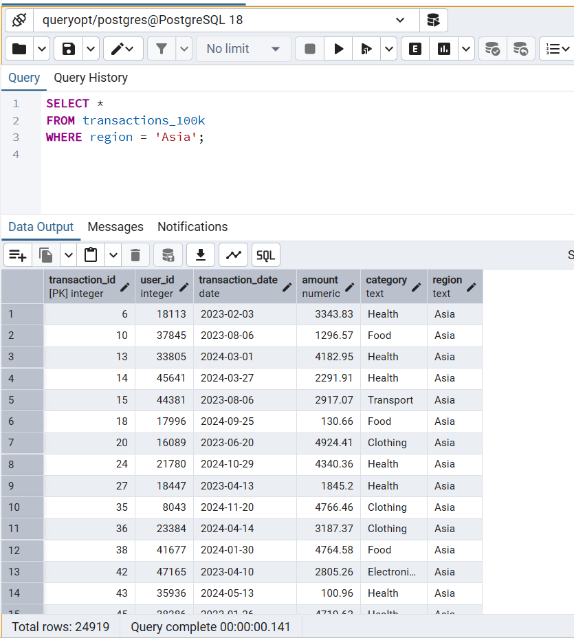 queryopt/postgres@PostgreSQL 18
No limit
E
Query Query History
1 SELECT *
2 FROM transactions_100k
3 WHERE region = 'Asia';
4
Data Output Messages Notifications
SQL S
transaction_id user_id transaction_date amount category region
[PK] integer integer date numeric text text
1 6 18113 2023-02-03 3343.83 Health Asia
2 10 37845 2023-08-06 1296.57 Food Asia
3 13 33805 2024-03-01 4182.95 Health Asia
4 14 45641 2024-03-27 2291.91 Health Asia
5 15 44381 2023-08-06 2917.07 Transport Asia
6 18 17996 2024-09-25 130.66 Food Asia
7 20 16089 2023-06-20 4924.41 Clothing Asia
8 24 21780 2024-10-29 4340.36 Health Asia
9 27 18447 2023-04-13 1845.2 Health Asia
10 35 8043 2024-11-20 4766.46 Clothing Asia
11 36 23384 2024-04-14 3187.37 Clothing Asia
12 38 41677 2024-01-30 4764.58 Food Asia
13 42 47165 2023-04-10 2805.26 Electroni... Asia
14 43 35936 2024-05-13 100.96 Health Asia
15 45 Health Asia
Total rows: 24919 Query complete 00:00:00.141